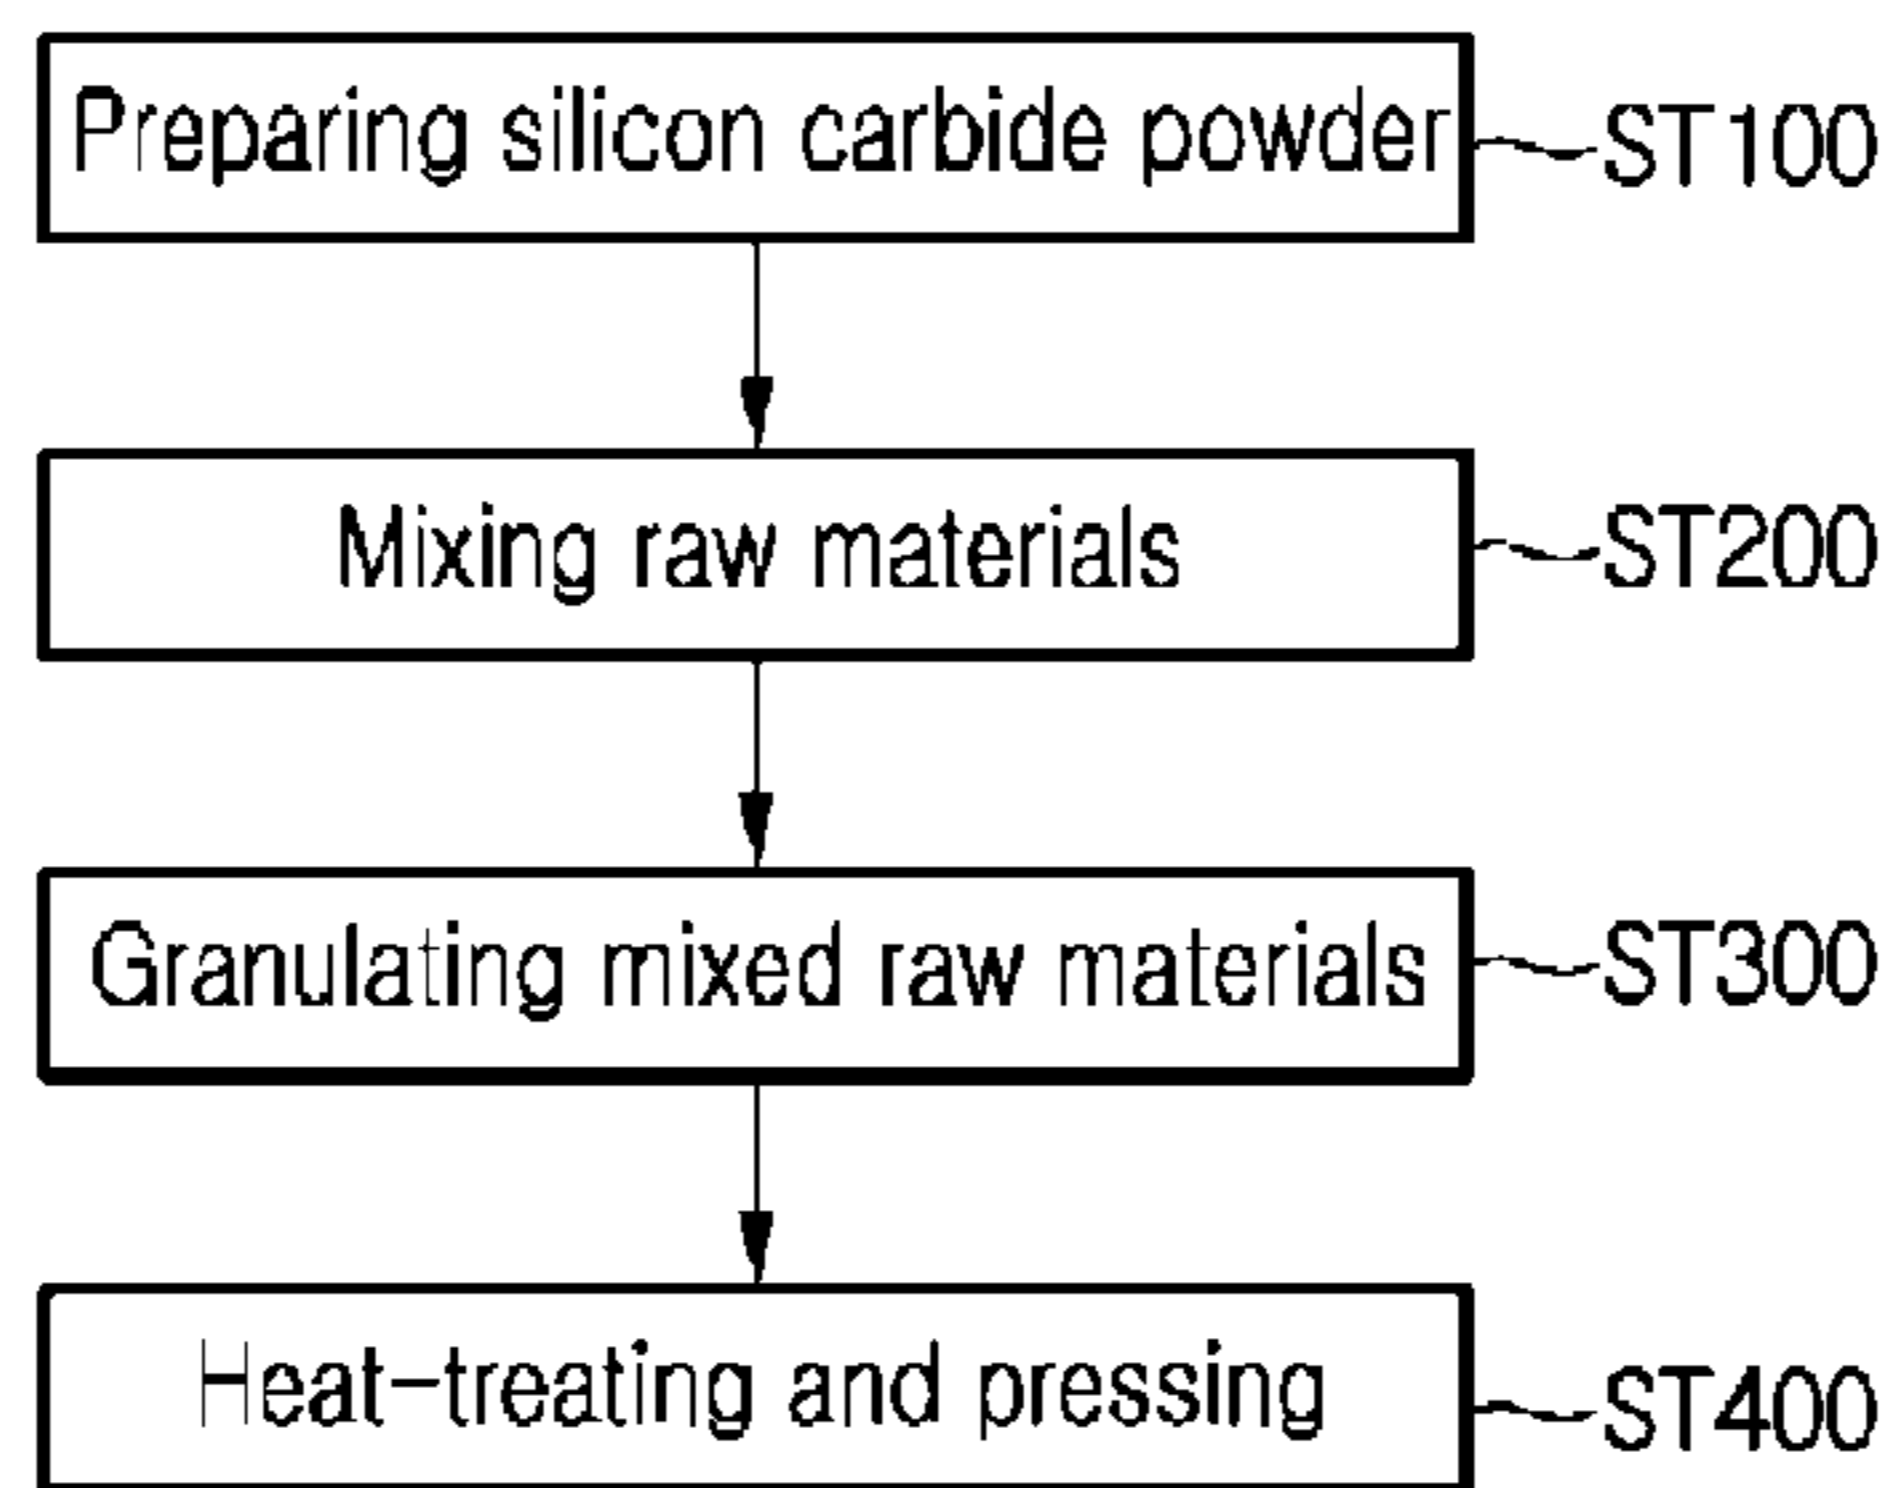 Preparing silicon carbide powder ST100
Mixing raw materials ST200
Granulating mixed raw materials ST300
Heat-treating and pressing ST400